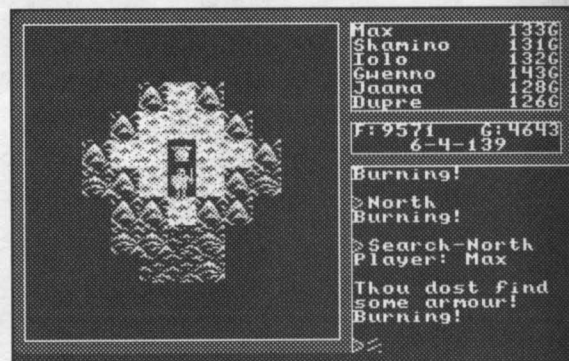 Max 133G
Shamino 131G
Iolo 132G
Gwenno 143G
Jaana 128G
Dupre 126G
F:9571 G:4643
6-4-139
Burning!
>North
Burning!
>Search-North
Player: Max
Thou dost find
some armour!
Burning!
>